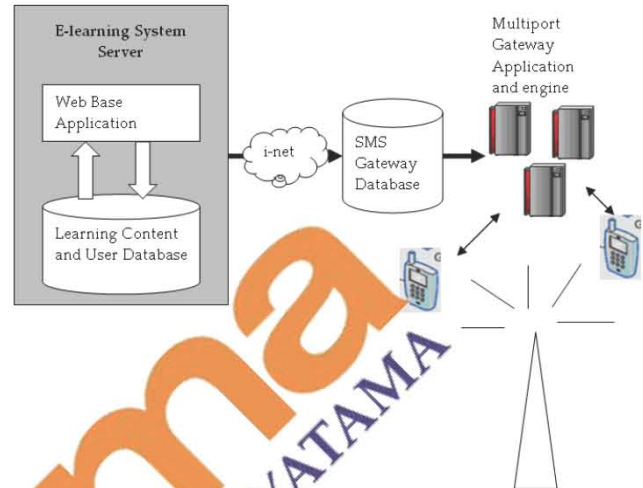 E-learning System
Server
Web Base
Application
Learning Content
and User Database
i-net
SMS
Gateway
Database
Multiport
Gateway
Application
and engine
G
G
ma
YATAMA